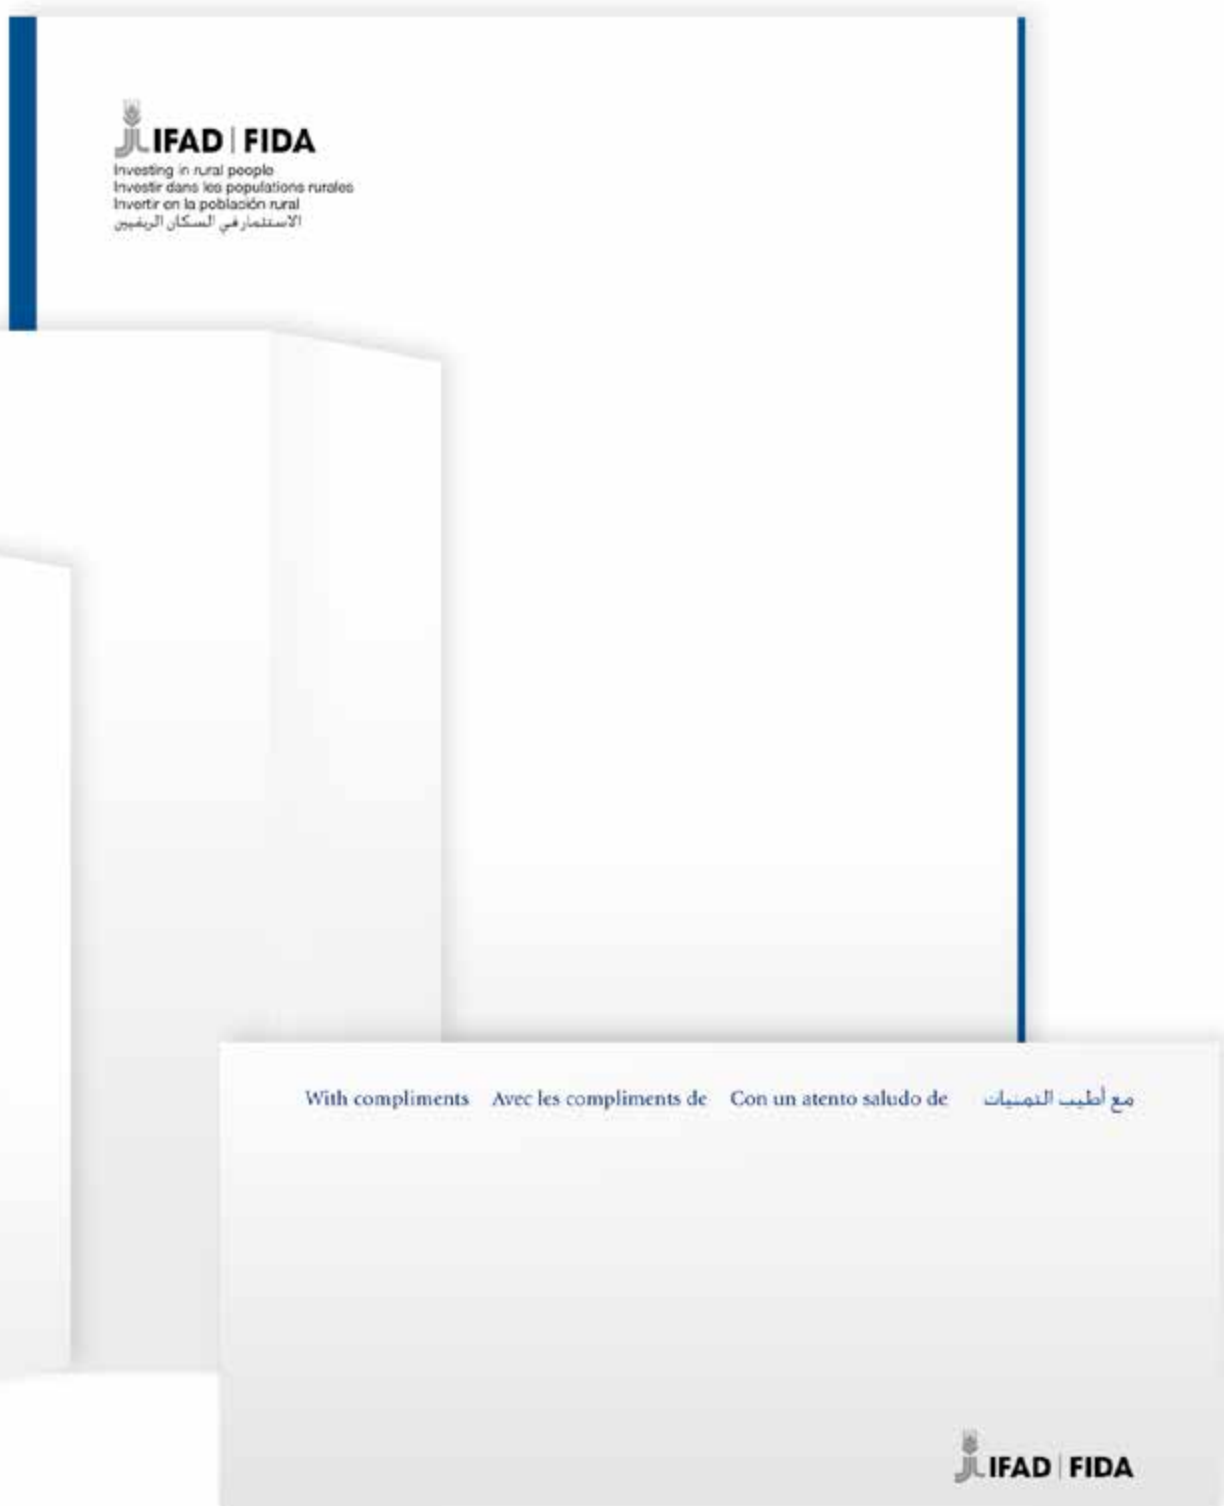 IFAD | FIDA
Investing in rural people
Investir dans les populations rurales
Invertir en la población rural
الاستثمار في السكان الريفيين
With compliments Avec les compliments de Con un atento saludo de مع أطيب التمنيات
IFAD | FIDA